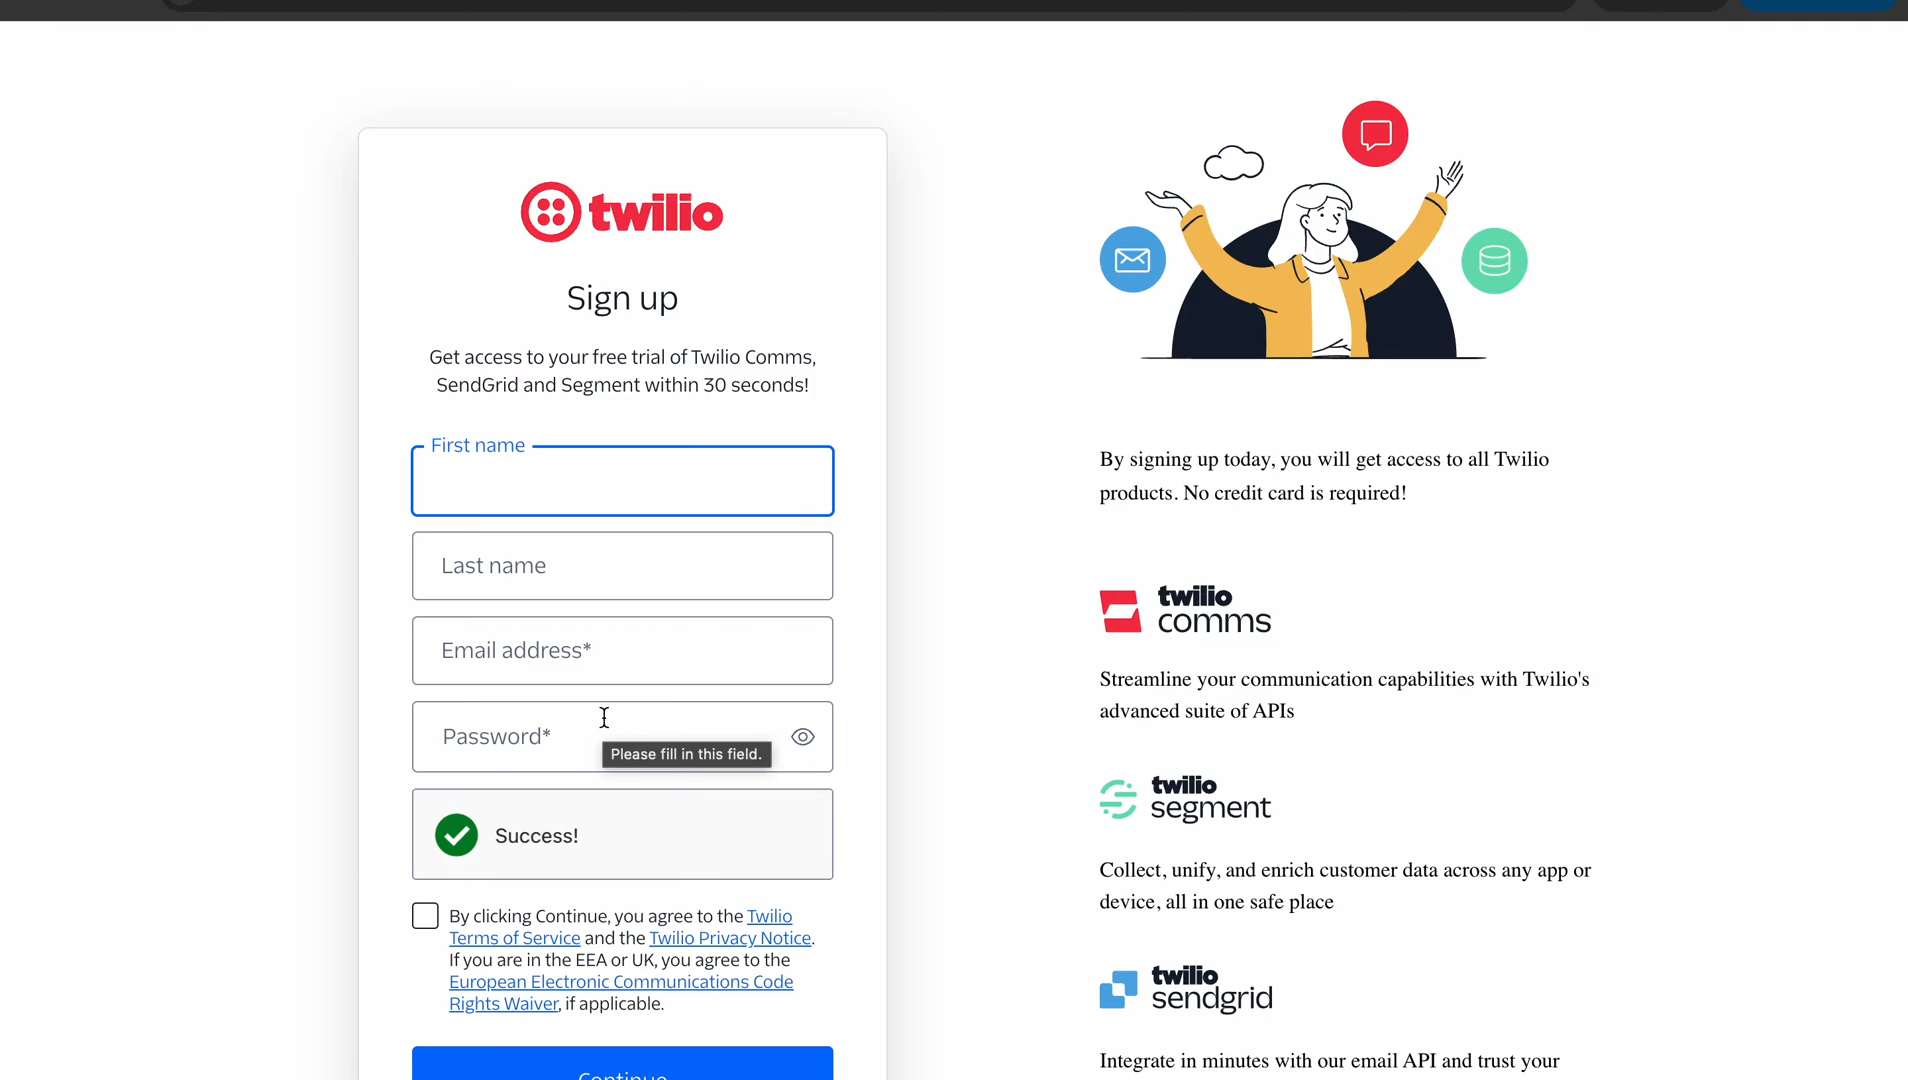 twilio
Sign up
Get access to your free trial of Twilio Comms,
SendGrid and Segment within 30 seconds!
First name
Last name
Email address*
Password*
Please fill in this field.
Success!
By clicking Continue, you agree to the Twilio
Terms of Service and the Twilio Privacy Notice.
If you are in the EEA or UK, you agree to the
European Electronic Communications Code
Rights Waiver, if applicable.
Continue
By signing up today, you will get access to all Twilio
products. No credit card is required!
twilio
comms
Streamline your communication capabilities with Twilio's
advanced suite of APIs
twilio
segment
Collect, unify, and enrich customer data across any app or
device, all in one safe place
twilio
sendgrid
Integrate in minutes with our email API and trust your